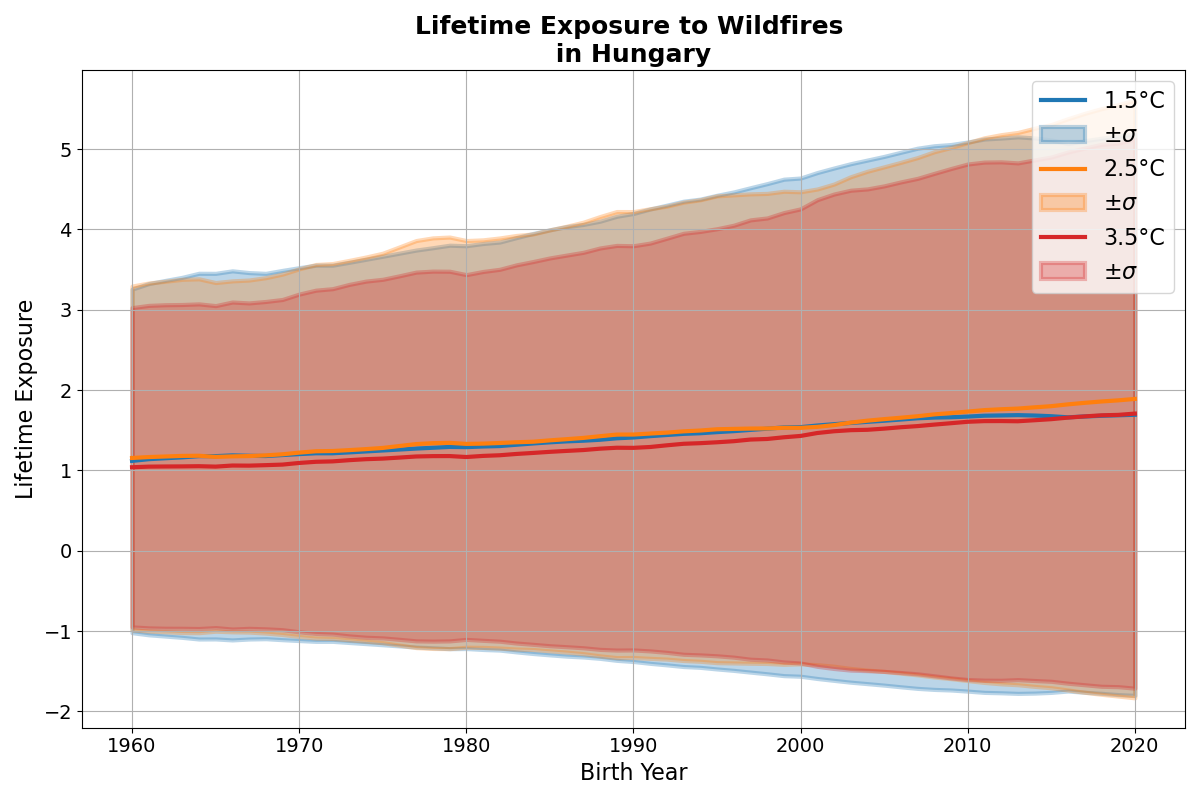 Lifetime Exposure to Wildfires
in Hungary
1.5°C
±σ
2.5°C
±σ
3.5°C
±σ
Lifetime Exposure
5
4
3
2
1
0
−1
−2
1960 1970 1980 1990 2000 2010 2020
Birth Year